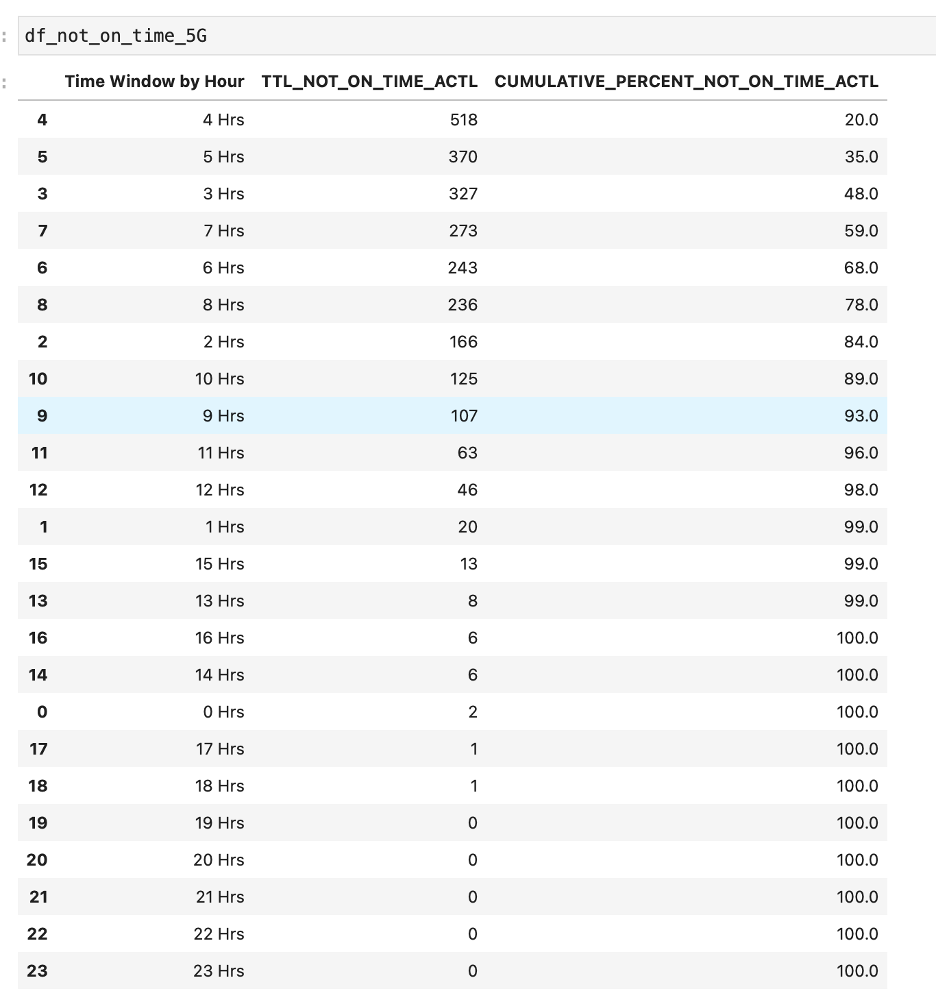 : df_not_on_time_5G
: Time Window by Hour TTL_NOT_ON_TIME_ACTL CUMULATIVE_PERCENT_NOT_ON_TIME_ACTL
4 4 Hrs 518 20.0
5 5 Hrs 370 35.0
3 3 Hrs 327 48.0
7 7 Hrs 273 59.0
6 6 Hrs 243 68.0
8 8 Hrs 236 78.0
2 2 Hrs 166 84.0
10 10 Hrs 125 89.0
9 9 Hrs 107 93.0
11 11 Hrs 63 96.0
12 12 Hrs 46 98.0
1 1 Hrs 20 99.0
15 15 Hrs 13 99.0
13 13 Hrs 8 99.0
16 16 Hrs 6 100.0
14 14 Hrs 6 100.0
0 0 Hrs 2 100.0
17 17 Hrs 1 100.0
18 18 Hrs 1 100.0
19 19 Hrs 0 100.0
20 20 Hrs 0 100.0
21 21 Hrs 0 100.0
22 22 Hrs 0 100.0
23 23 Hrs 0 100.0